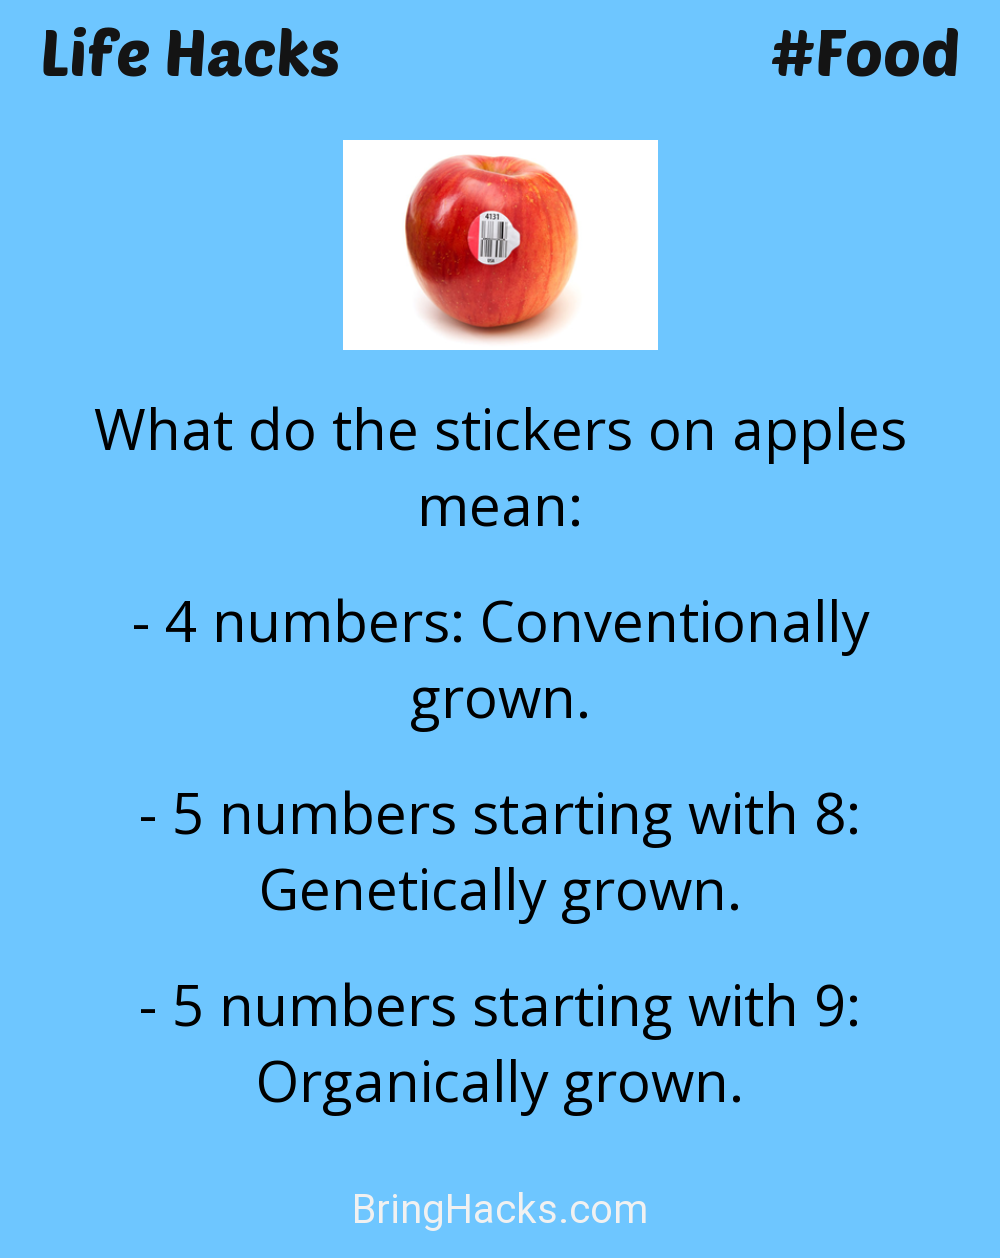 Life Hacks #Food
4131
What do the stickers on apples
mean:
- 4 numbers: Conventionally
grown.
- 5 numbers starting with 8:
Genetically grown.
- 5 numbers starting with 9:
Organically grown.
BringHacks.com